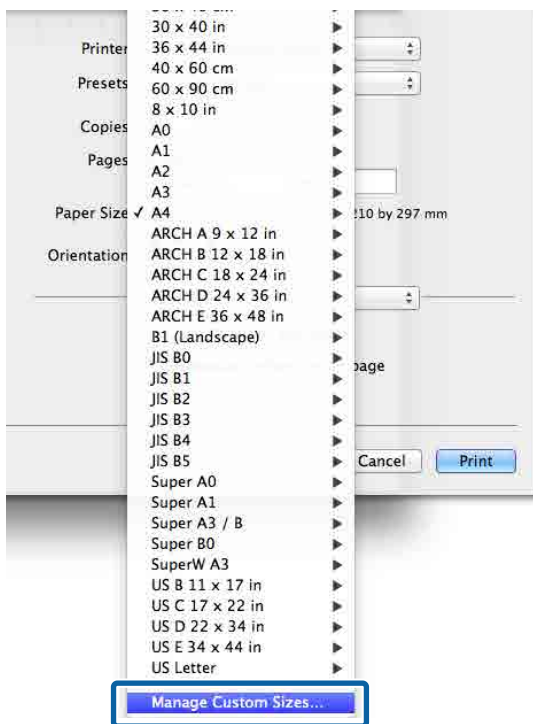 30 x 40 in
Printer
36 x 44 in
40 x 60 cm
Presets
60 x 90 cm
8 x 10 in
Copies
A0
Pages
A1
A2
A3
Paper Size ✓ A4
by 297 mm
ARCH A 9 x 12 in
Orientation
ARCH B 12 x 18 in
ARCH C 18 x 24 in
ARCH D 24 x 36 in
ARCH E 36 x 48 in
B1 (Landscape)
JIS B0
page
JIS B1
JIS B2
JIS B3
JIS B4
JIS B5
Cancel
Print
Super A0
Super A1
Super A3 / B
Super B0
SuperW A3
US B 11 x 17 in
US C 17 x 22 in
US D 22 x 34 in
US E 34 x 44 in
US Letter
Manage Custom Sizes...